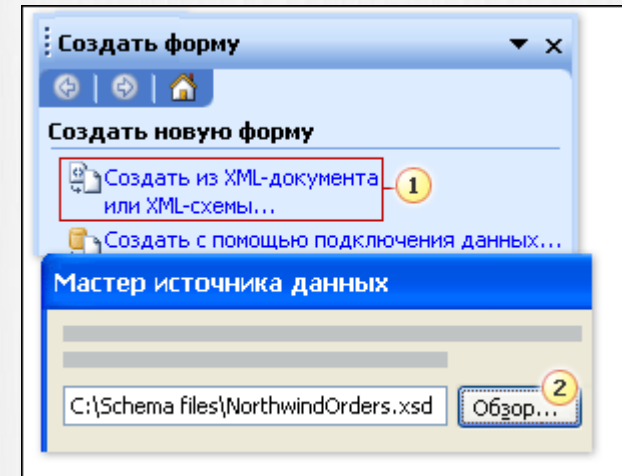 Создать форму
Создать новую форму
Создать из XML-документа
или XML-схемы...
1
Создать с помощью подключения данных...
Мастер источника данных
C:\Schema files\NorthwindOrders.xsd
Обзор...
2